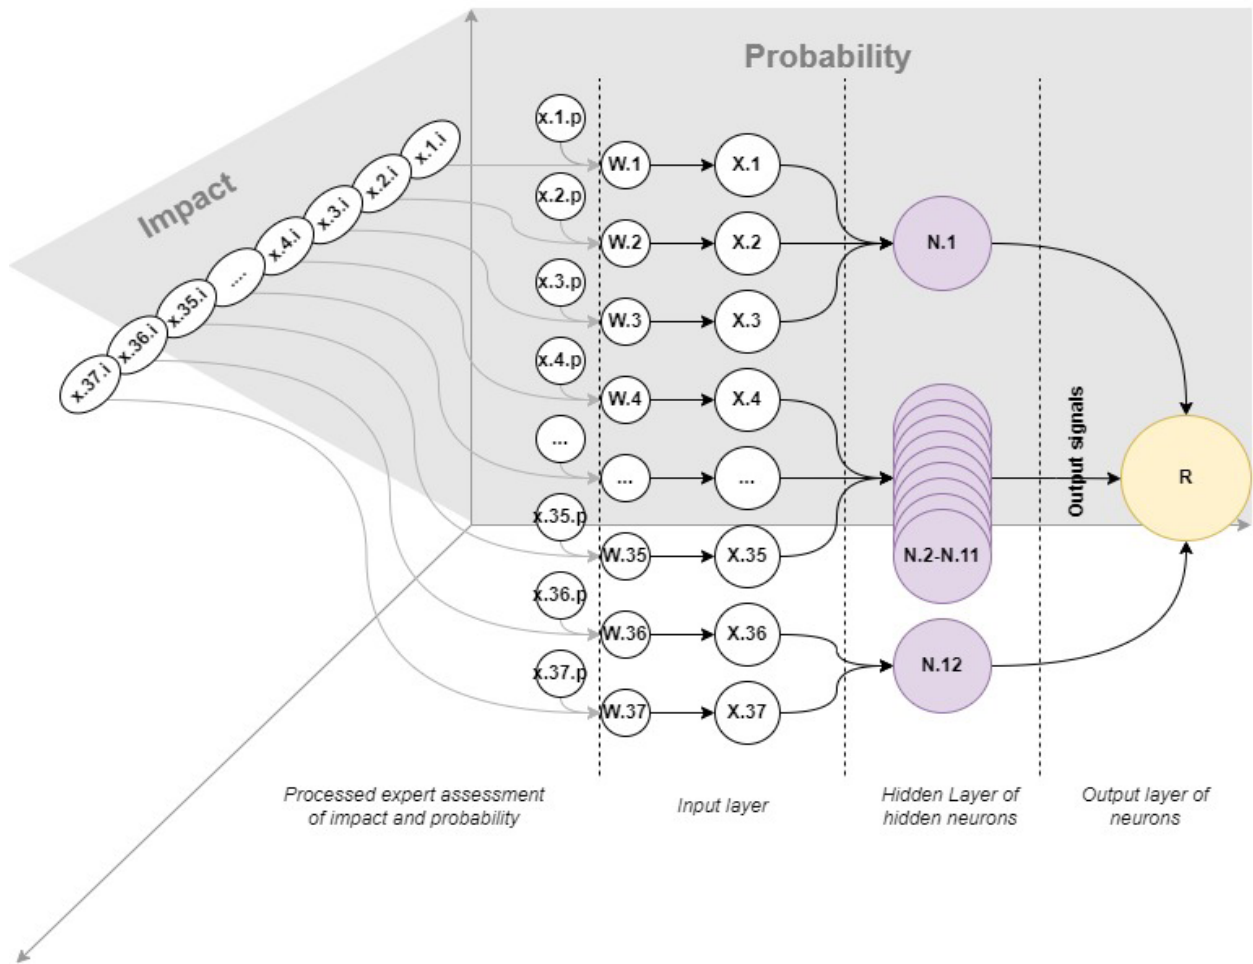 Probability
Impact
x.1.i
x.2.i
x.3.i
x.4.i
....
x.35.i
x.36.i
x.37.i
x.1.p
W.1
X.1
x.2.p
W.2
X.2
N.1
x.3.p
W.3
X.3
x.4.p
W.4
X.4
...
...
...
Output signals
R
x.35.p
W.35
X.35
N.2-N.11
x.36.p
W.36
X.36
N.12
x.37.p
W.37
X.37
Processed expert assessment
of impact and probability
Input layer
Hidden Layer of
hidden neurons
Output layer of
neurons